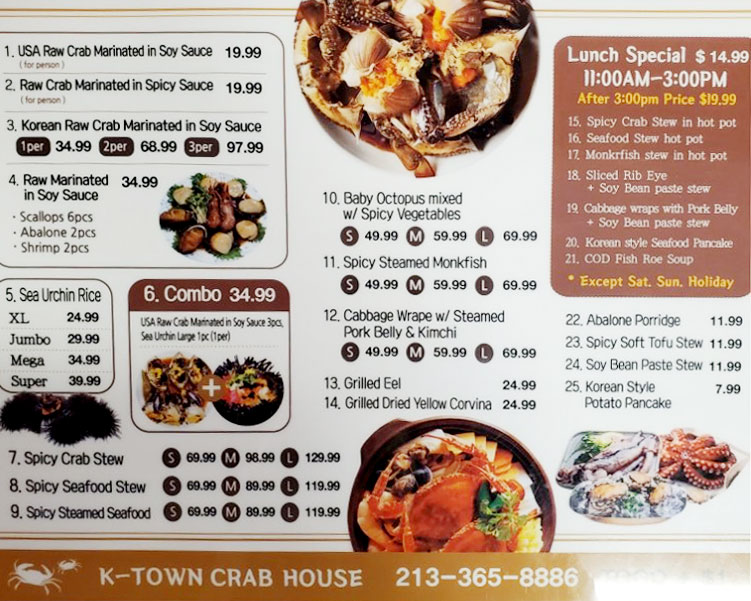 1. USA Raw Crab Marinated in Soy Sauce 19.99
(for person)
2. Raw Crab Marinated in Spicy Sauce 19.99
(for person)
3. Korean Raw Crab Marinated in Soy Sauce
1per 34.99 2per 68.99 3per 97.99
4. Raw Marinated 34.99
in Soy Sauce
· Scallops 6pcs
· Abalone 2pcs
· Shrimp 2pcs
5. Sea Urchin Rice
XL 24.99
Jumbo 29.99
Mega 34.99
Super 39.99
6. Combo 34.99
USA Raw Crab Marinated in Soy Sauce 3pcs,
Sea Urchin Large 1pc (1per)
+
7. Spicy Crab Stew S 69.99 M 98.99 L 129.99
8. Spicy Seafood Stew S 69.99 M 89.99 L 119.99
9. Spicy Steamed Seafood S 69.99 M 89.99 L 119.99
10. Baby Octopus mixed
w/ Spicy Vegetables
S 49.99 M 59.99 L 69.99
11. Spicy Steamed Monkfish
S 49.99 M 59.99 L 69.99
12. Cabbage Wrape w/ Steamed
Pork Belly & Kimchi
S 49.99 M 59.99 L 69.99
13. Grilled Eel 24.99
14. Grilled Dried Yellow Corvina 24.99
Lunch Special $ 14.99
11:00AM-3:00PM
After 3:00pm Price $19.99
15. Spicy Crab Stew in hot pot
16. Seafood Stew hot pot
17. Monkrfish stew in hot pot
18. Sliced Rib Eye
+ Soy Bean paste stew
19. Cabbage wraps with Pork Belly
+ Soy Bean paste stew
20. Korean style Seafood Pancake
21. COD Fish Roe Soup
* Except Sat. Sun. Holiday
22. Abalone Porridge 11.99
23. Spicy Soft Tofu Stew 11.99
24. Soy Bean Paste Stew 11.99
25. Korean Style 7.99
Potato Pancake
K-TOWN CRAB HOUSE 213-365-8886